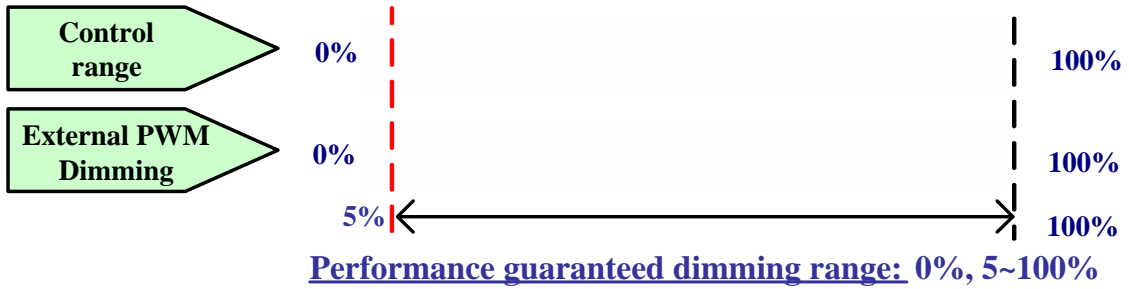 Control
range
0%
100%
External PWM
Dimming
0%
100%
5%
100%
Performance guaranteed dimming range: 0%, 5~100%